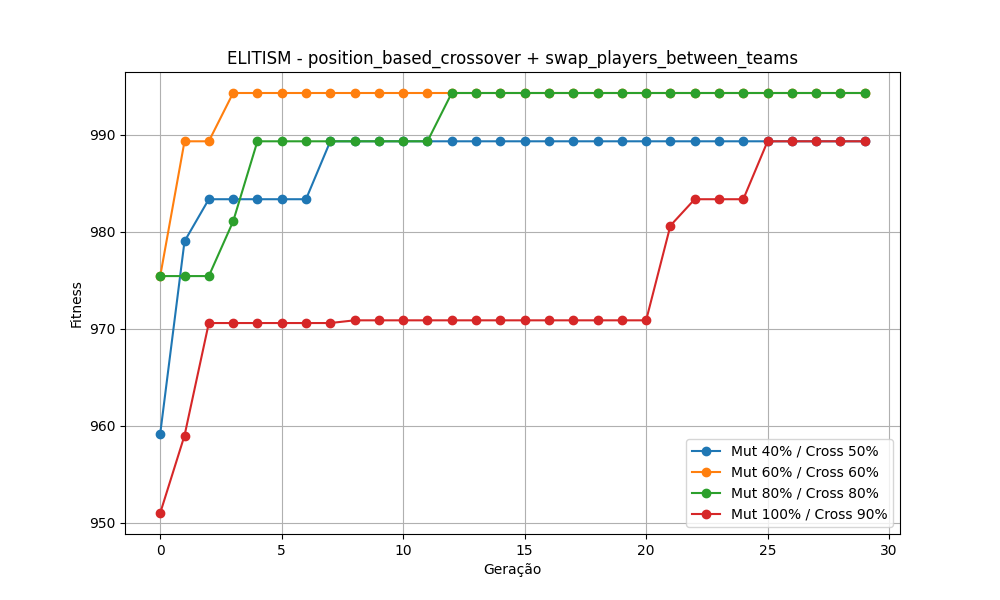 ELITISM - position_based_crossover + swap_players_between_teams
990
980
970
960
950
Fitness
0 5 10 15 20 25 30
Geração
Mut 40% / Cross 50%
Mut 60% / Cross 60%
Mut 80% / Cross 80%
Mut 100% / Cross 90%